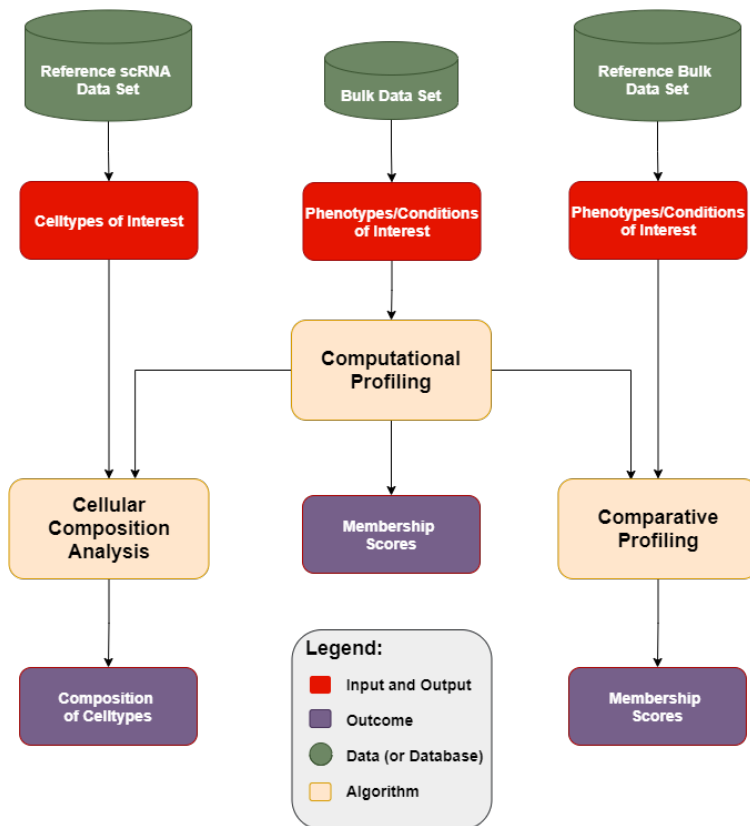 Reference scRNA
Data Set
Bulk Data Set
Reference Bulk
Data Set
Celltypes of Interest
Phenotypes/Conditions
of Interest
Phenotypes/Conditions
of Interest
Computational
Profiling
Cellular
Composition
Analysis
Membership
Scores
Comparative
Profiling
Composition
of Celltypes
Legend:
Input and Output
Outcome
Data (or Database)
Algorithm
Membership
Scores